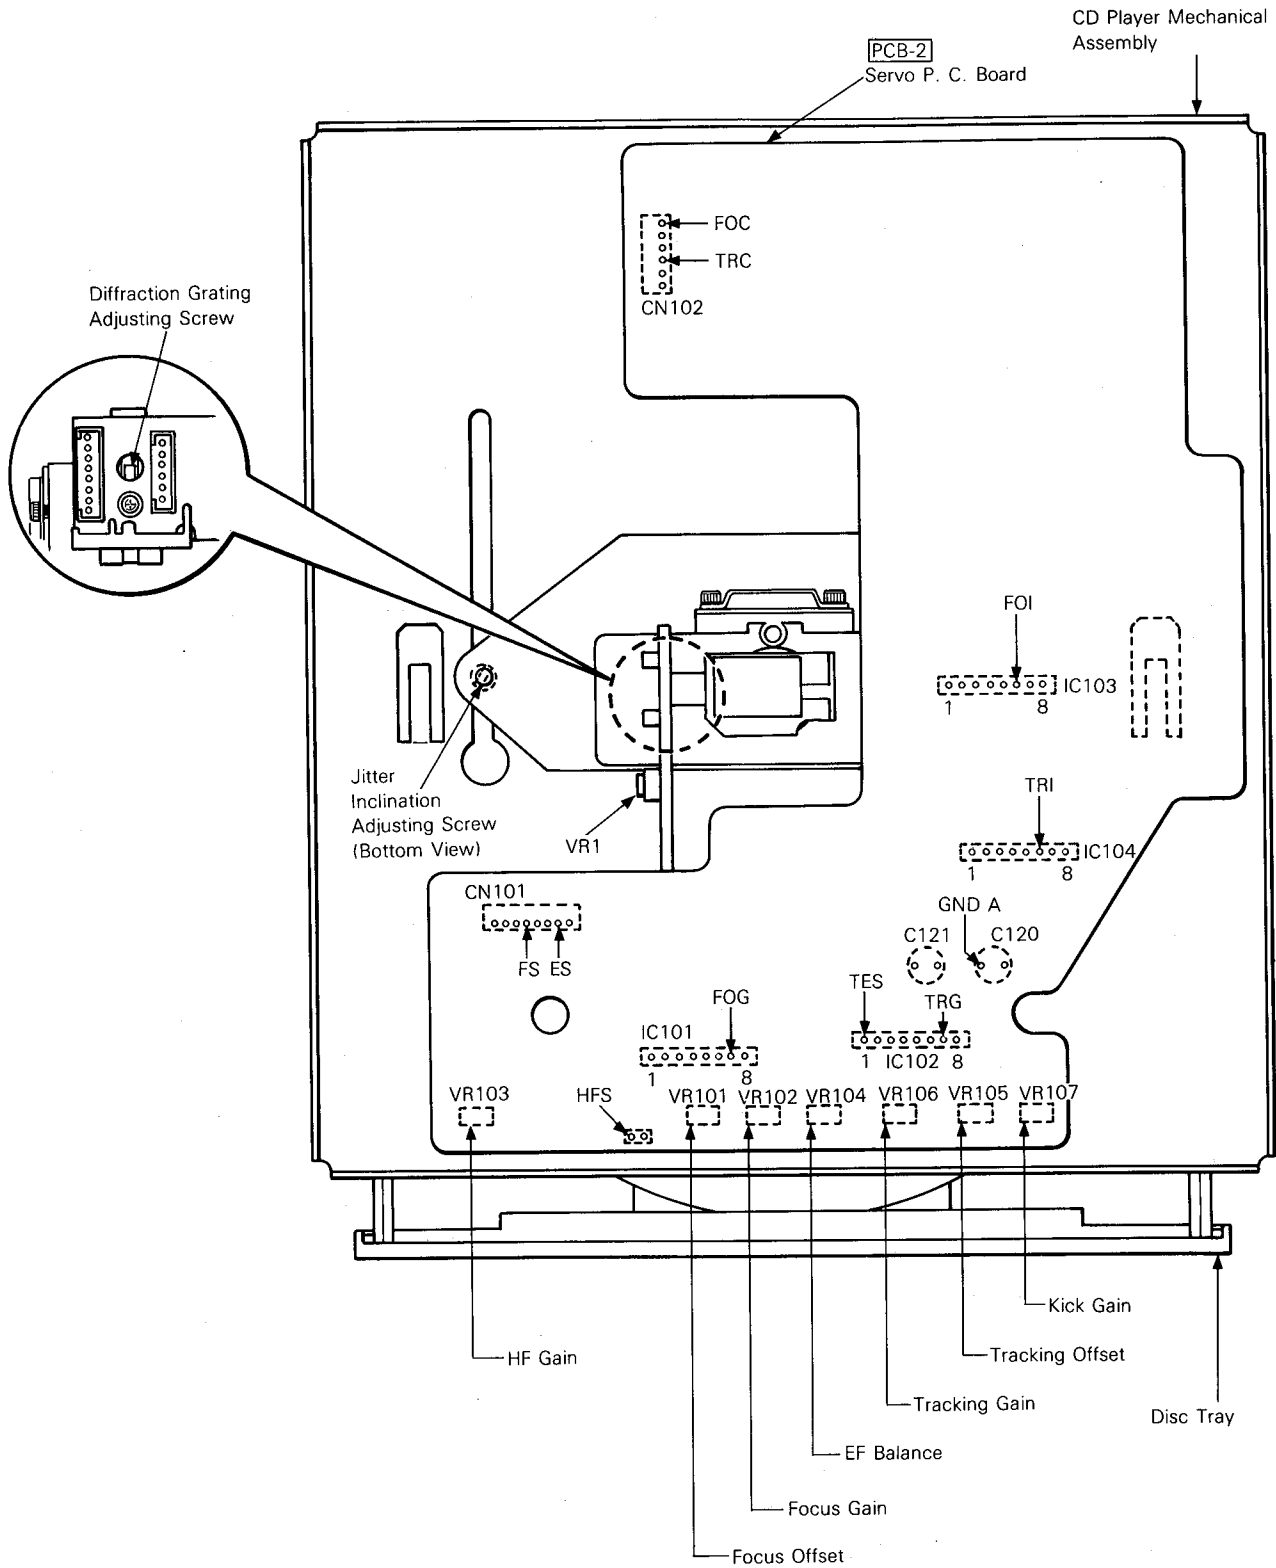 CD Player Mechanical
Assembly
PCB-2
Servo P. C. Board
FOC
TRC
CN102
Diffraction Grating
Adjusting Screw
FOI
IC103
1
8
Jitter
Inclination
Adjusting Screw
(Bottom View)
VR1
TRI
IC104
1
8
CN101
FS
ES
GND A
C121
C120
TES
TRG
FOG
IC101
1
8
1
IC102
8
VR103
HFS
VR101
VR102
VR104
VR106
VR105
VR107
Kick Gain
HF Gain
Tracking Offset
Tracking Gain
Disc Tray
EF Balance
Focus Gain
Focus Offset